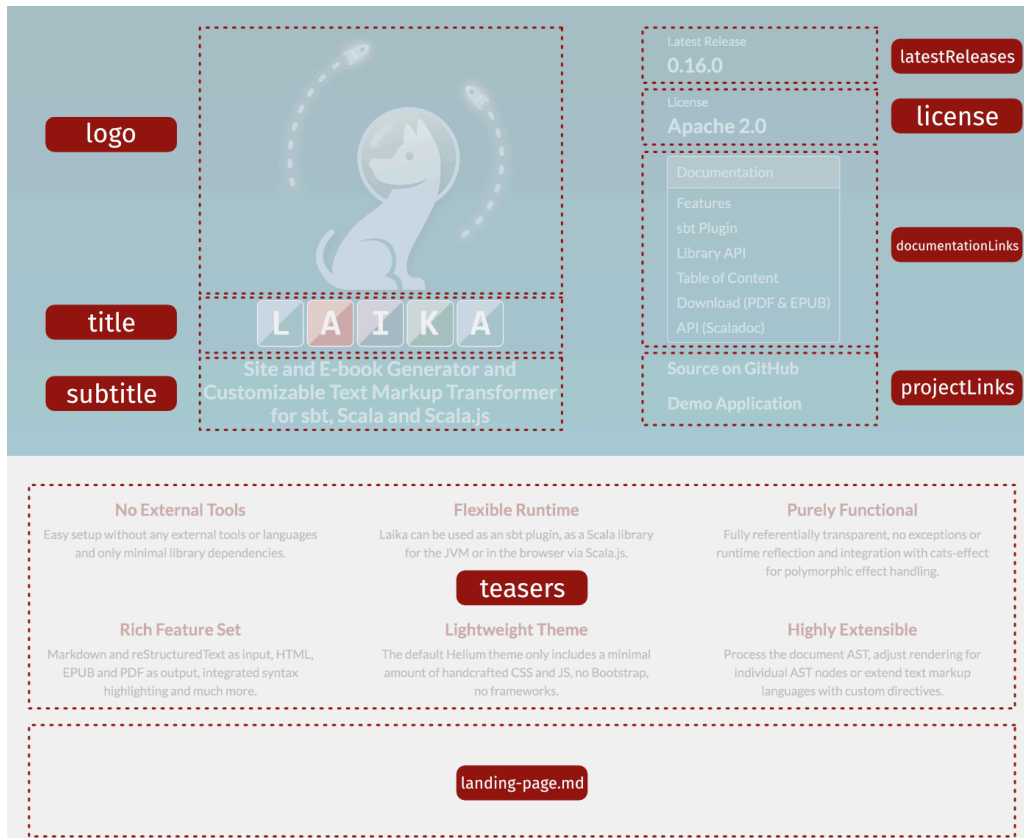 logo
title
subtitle
L A I K A
Site and E-book Generator and
Customizable Text Markup Transformer
for sbt, Scala and Scala.js
Latest Release
0.16.0
latestReleases
License
Apache 2.0
license
Documentation
Features
sbt Plugin
Library API
Table of Content
Download (PDF & EPUB)
API (Scaladoc)
documentationLinks
Source on GitHub
Demo Application
projectLinks
No External Tools
Easy setup without any external tools or languages
and only minimal library dependencies.
Flexible Runtime
Laika can be used as an sbt plugin, as a Scala library
for the JVM or in the browser via Scala.js.
Purely Functional
Fully referentially transparent, no exceptions or
runtime reflection and integration with cats-effect
for polymorphic effect handling.
teasers
Rich Feature Set
Markdown and reStructuredText as input, HTML,
EPUB and PDF as output, integrated syntax
highlighting and much more.
Lightweight Theme
The default Helium theme only includes a minimal
amount of handcrafted CSS and JS, no Bootstrap,
no frameworks.
Highly Extensible
Process the document AST, adjust rendering for
individual AST nodes or extend text markup
languages with custom directives.
landing-page.md